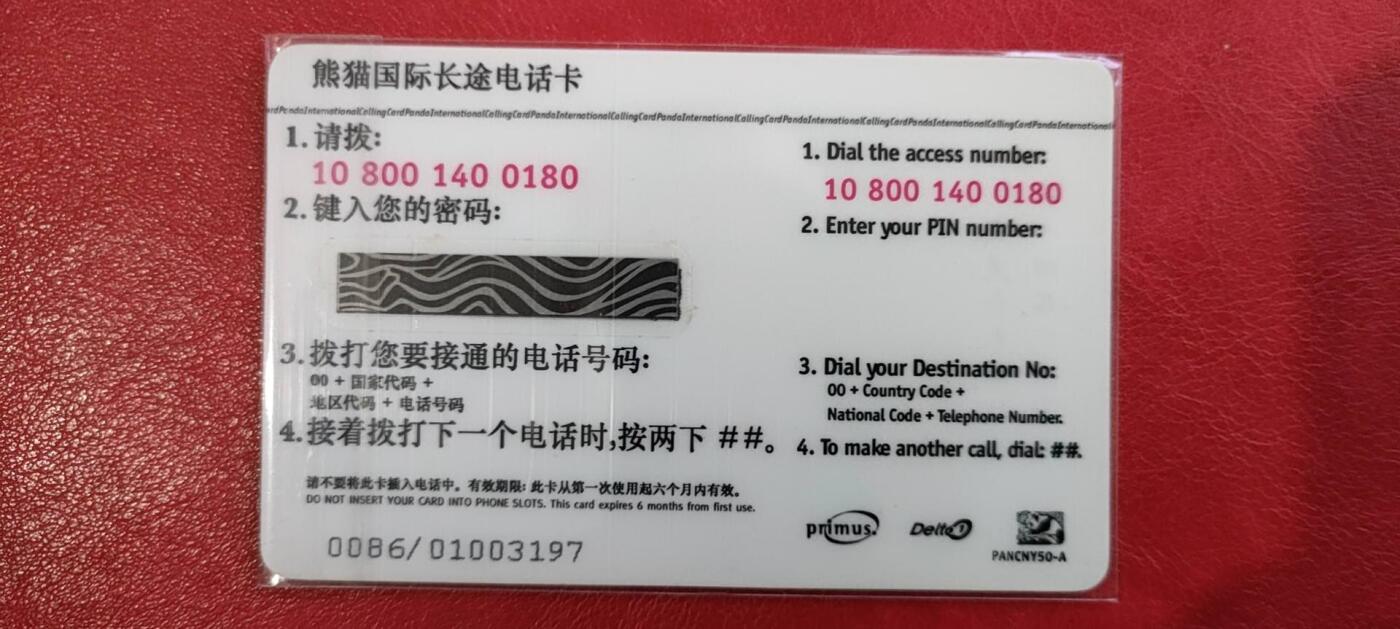 熊猫国际长途电话卡
ardPandaInternationalCallingCardPandaInternationalCallingCardPandaInternationalCallingCardPandaInternationalCallingCardPandaInternationalCallingCardPandaInternationalCallingCardPandaInternational
1. 请拨:
10 800 140 0180
2. 键入您的密码:
3. 拨打您要接通的电话号码:
00 + 国家代码 +
地区代码 + 电话号码
4. 接着拨打下一个电话时,按两下 ##。
1. Dial the access number:
10 800 140 0180
2. Enter your PIN number:
3. Dial your Destination No:
00 + Country Code +
National Code + Telephone Number.
4. To make another call, dial: ##.
请不要将此卡插入电话中。有效期限: 此卡从第一次使用起六个月内有效。
DO NOT INSERT YOUR CARD INTO PHONE SLOTS. This card expires 6 months from first use.
0086/01003197
primus.
Delta1
PANCNY50-A